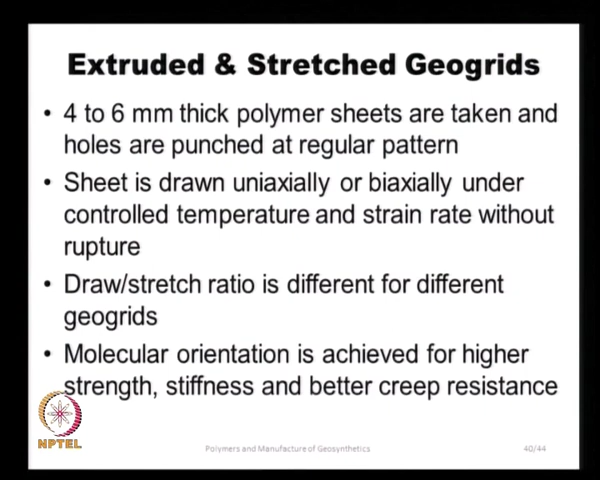 Extruded & Stretched Geogrids
• 4 to 6 mm thick polymer sheets are taken and
holes are punched at regular pattern
• Sheet is drawn uniaxially or biaxially under
controlled temperature and strain rate without
rupture
• Draw/stretch ratio is different for different
geogrids
• Molecular orientation is achieved for higher
strength, stiffness and better creep resistance
NPTEL
Polymers and Manufacture of Geosynthetics
40/44